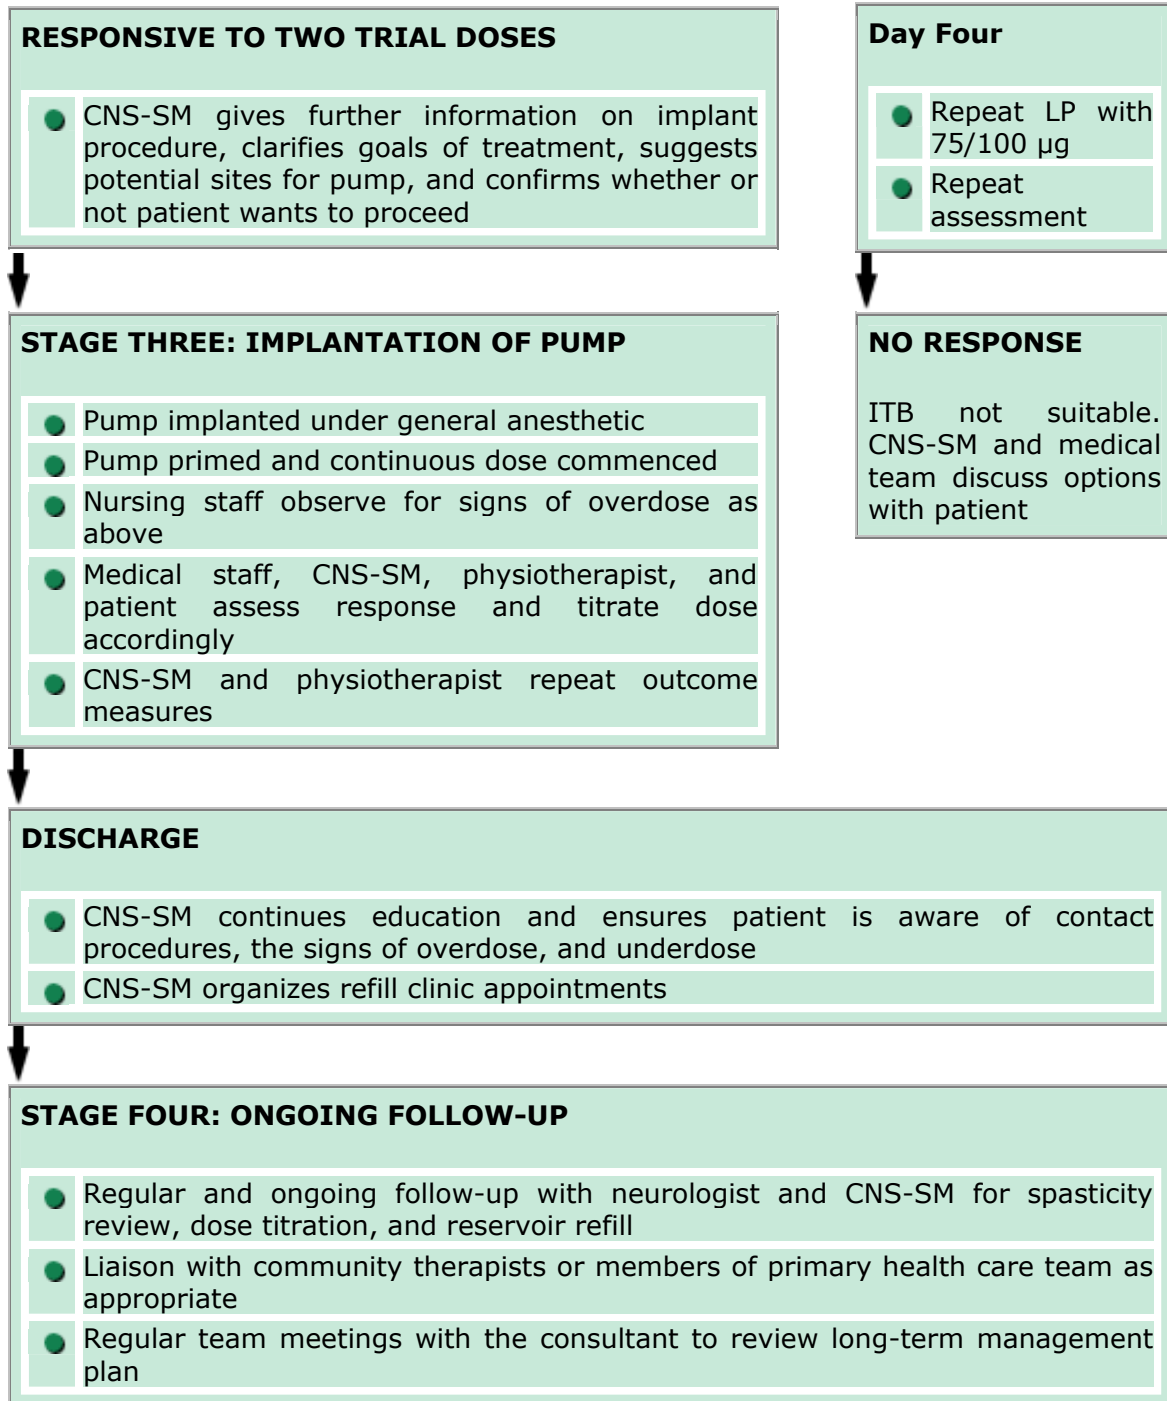 RESPONSIVE TO TWO TRIAL DOSES
CNS-SM gives further information on implant
procedure, clarifies goals of treatment, suggests
potential sites for pump, and confirms whether or
not patient wants to proceed
Day Four
Repeat LP with
75/100 µg
Repeat
assessment
STAGE THREE: IMPLANTATION OF PUMP
Pump implanted under general anesthetic
Pump primed and continuous dose commenced
Nursing staff observe for signs of overdose as
above
Medical staff, CNS-SM, physiotherapist, and
patient assess response and titrate dose
accordingly
CNS-SM and physiotherapist repeat outcome
measures
NO RESPONSE
ITB not suitable.
CNS-SM and medical
team discuss options
with patient
DISCHARGE
CNS-SM continues education and ensures patient is aware of contact
procedures, the signs of overdose, and underdose
CNS-SM organizes refill clinic appointments
STAGE FOUR: ONGOING FOLLOW-UP
Regular and ongoing follow-up with neurologist and CNS-SM for spasticity
review, dose titration, and reservoir refill
Liaison with community therapists or members of primary health care team as
appropriate
Regular team meetings with the consultant to review long-term management
plan